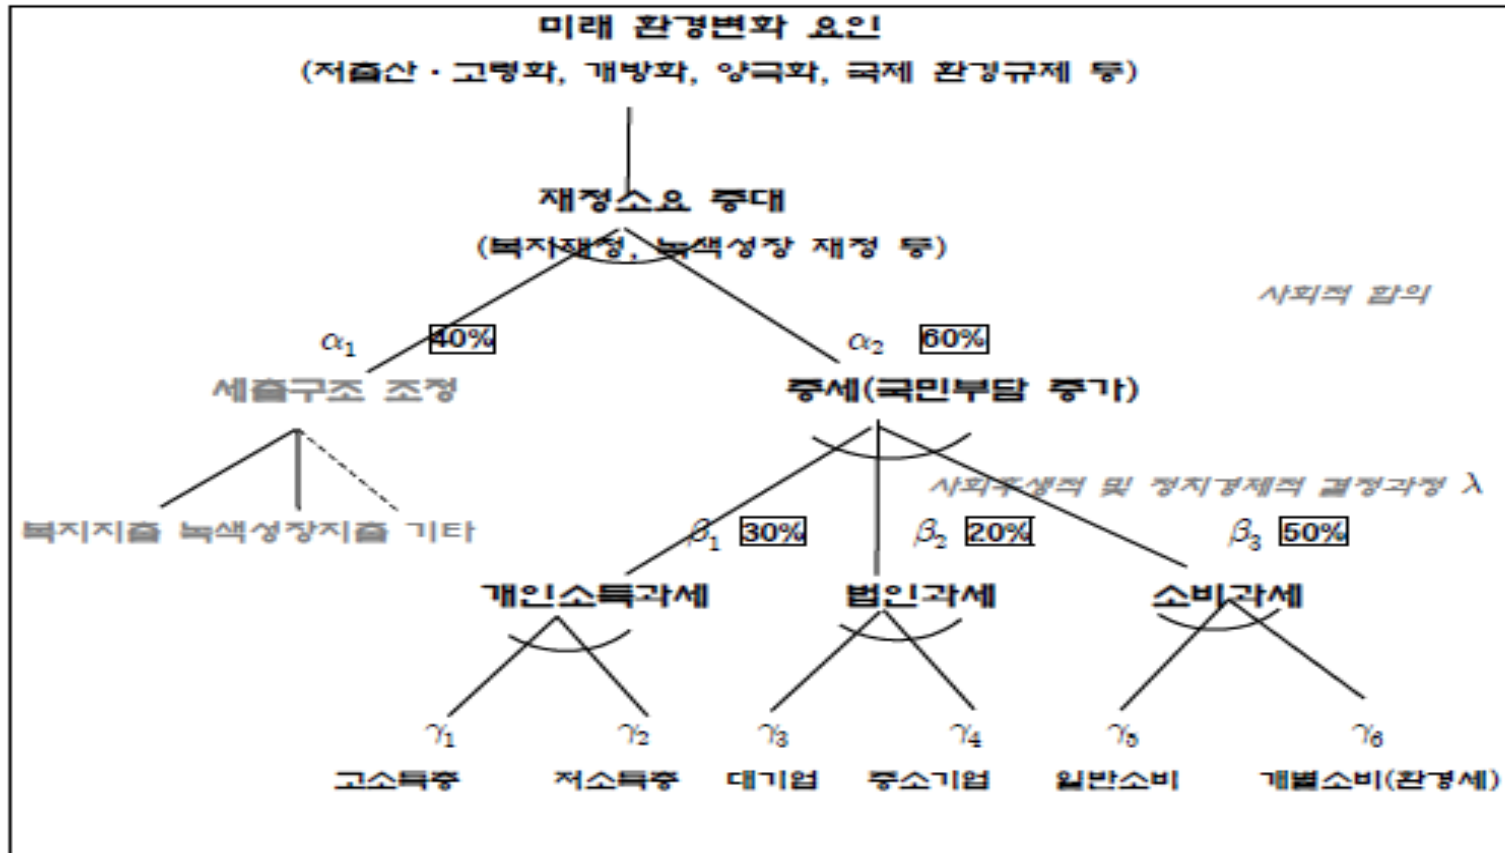 미래 환경변화 요인
(저출산 · 고령화, 개방화, 양극화, 국제 환경규제 등)
재정소요 증대
(복지재정, 녹색성장 재정 등)
사회적 합의
α₁ 40% α₂ 60%
세출구조 조정 증세(국민부담 증가)
사회후생적 및 정치경제적 결정과정 λ
복지지출 녹색성장지출 기타
β₁ 30% β₂ 20% β₃ 50%
개인소득과세 법인과세 소비과세
γ₁ γ₂ γ₃ γ₄ γ₅ γ₆
고소득층 저소득층 대기업 중소기업 일반소비 개별소비(환경세)